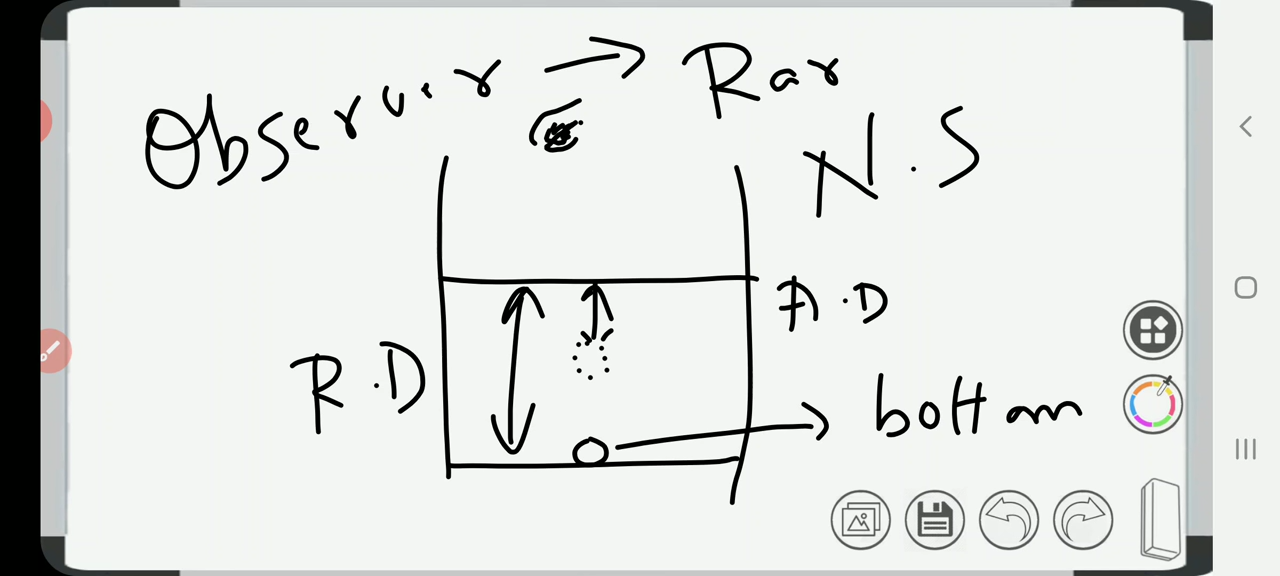 Observer → Rar
N.S
A.D
R.D
bottom